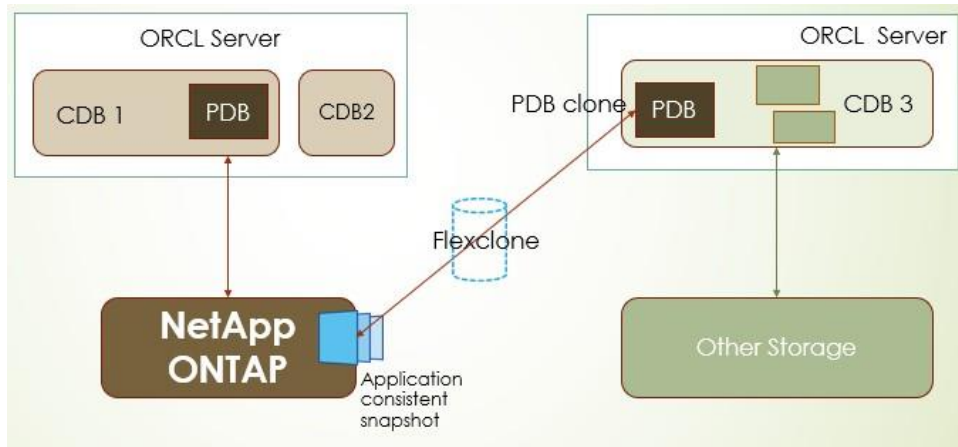 ORCL Server
CDB 1
PDB
CDB2
ORCL Server
PDB clone
PDB
CDB 3
Flexclone
NetApp
ONTAP
Application
consistent
snapshot
Other Storage